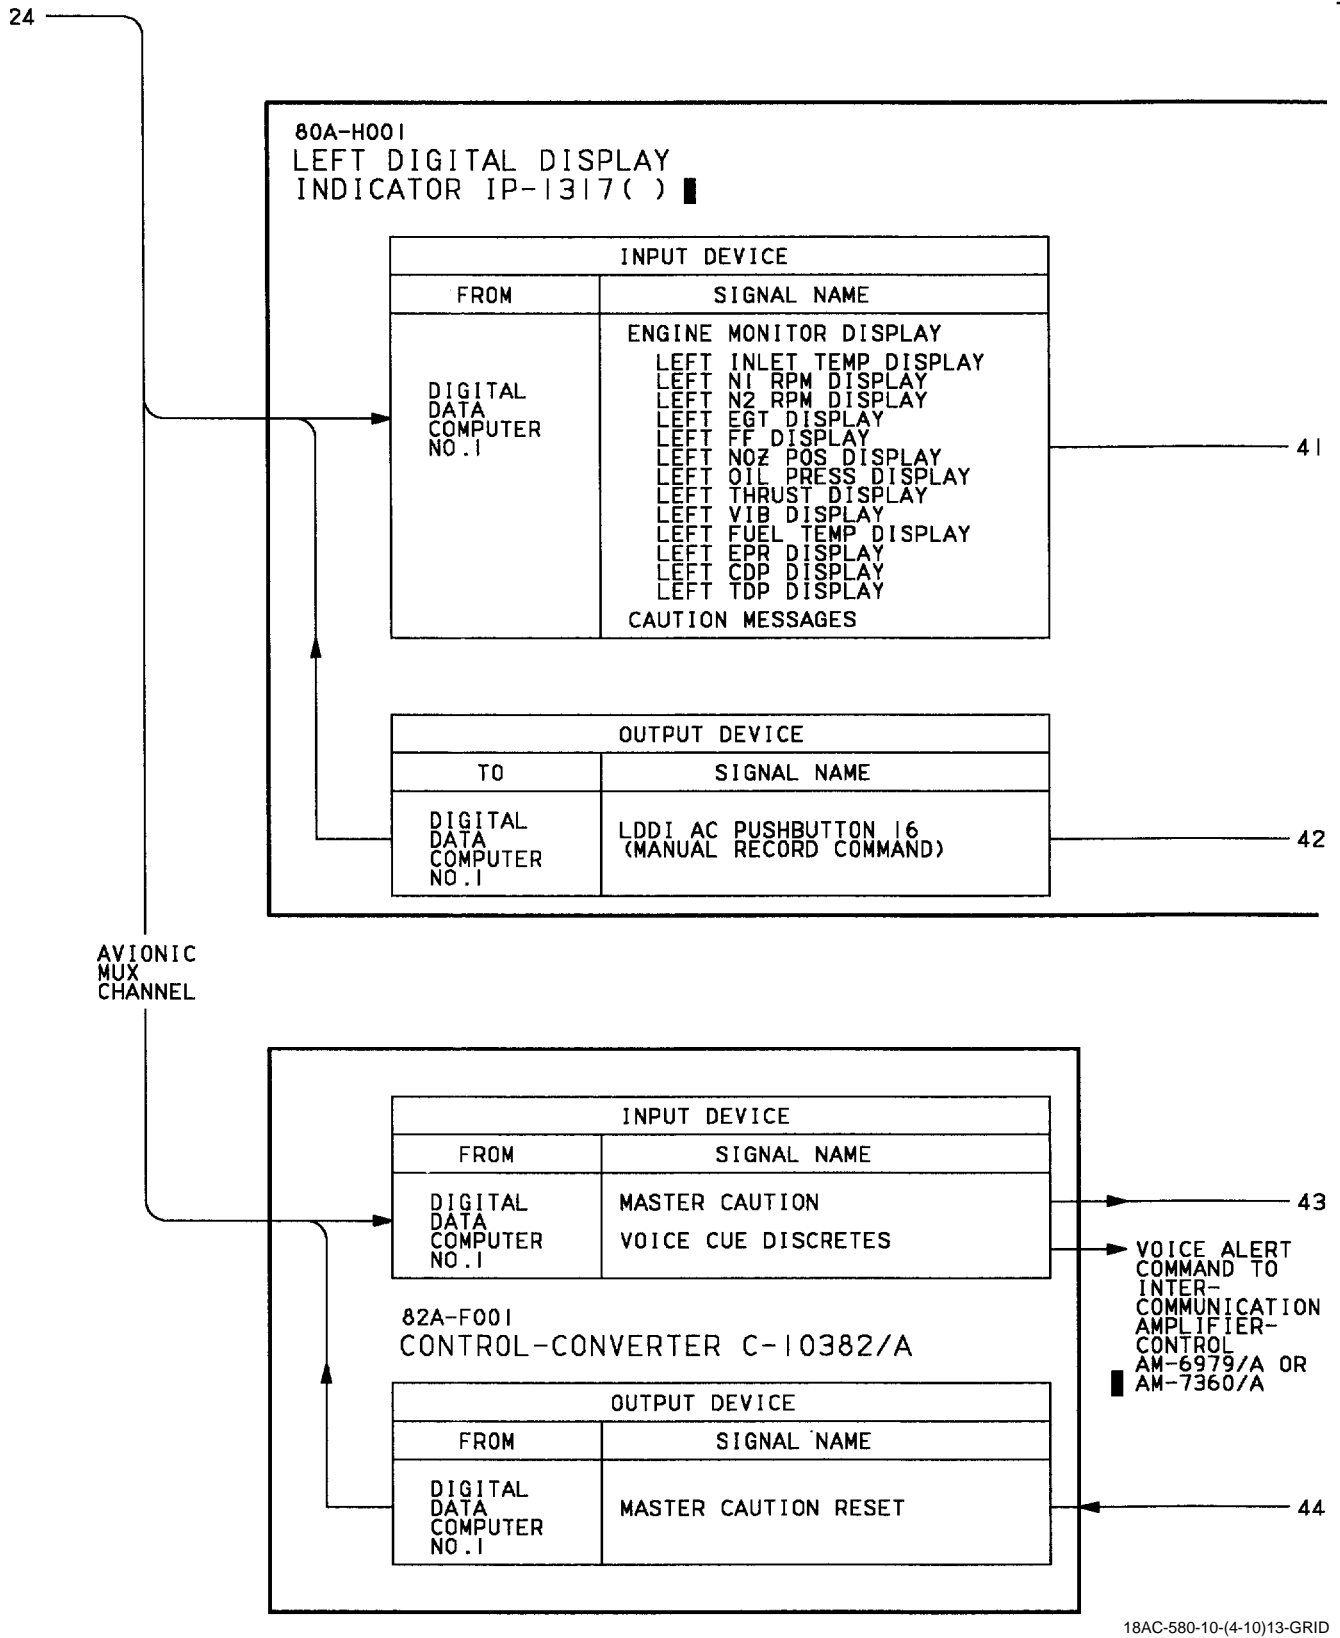 24
80A-H001
LEFT DIGITAL DISPLAY
INDICATOR IP-1317( )
INPUT DEVICE
FROM
SIGNAL NAME
DIGITAL
DATA
COMPUTER
NO.1
ENGINE MONITOR DISPLAY
LEFT INLET TEMP DISPLAY
LEFT N1 RPM DISPLAY
LEFT N2 RPM DISPLAY
LEFT EGT DISPLAY
LEFT FF DISPLAY
LEFT NOZ POS DISPLAY
LEFT OIL PRESS DISPLAY
LEFT THRUST DISPLAY
LEFT VIB DISPLAY
LEFT FUEL TEMP DISPLAY
LEFT EPR DISPLAY
LEFT CDP DISPLAY
LEFT TDP DISPLAY
CAUTION MESSAGES
41
OUTPUT DEVICE
TO
SIGNAL NAME
DIGITAL
DATA
COMPUTER
NO.1
LDDI AC PUSHBUTTON 16
(MANUAL RECORD COMMAND)
42
AVIONIC
MUX
CHANNEL
INPUT DEVICE
FROM
SIGNAL NAME
DIGITAL
DATA
COMPUTER
NO.1
MASTER CAUTION
VOICE CUE DISCRETES
43
VOICE ALERT
COMMAND TO
INTER-
COMMUNICATION
AMPLIFIER-
CONTROL
AM-6979/A OR
AM-7360/A
82A-F001
CONTROL-CONVERTER C-10382/A
OUTPUT DEVICE
FROM
SIGNAL NAME
DIGITAL
DATA
COMPUTER
NO.1
MASTER CAUTION RESET
44
18AC-580-10-(4-10)13-GRID